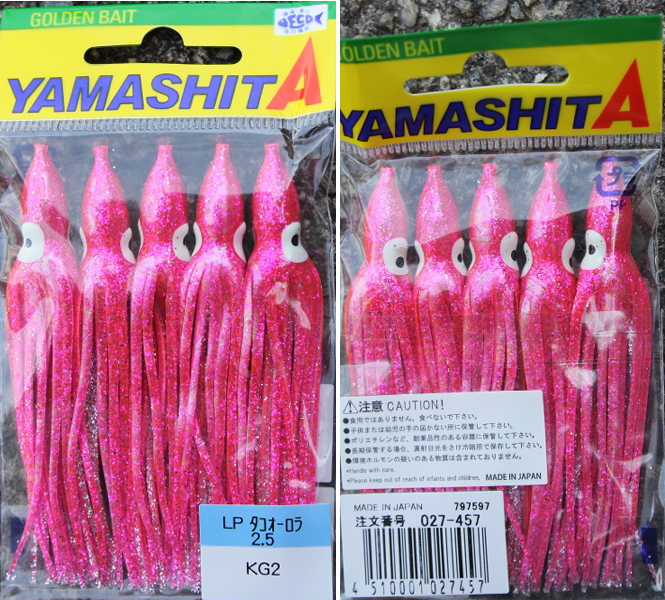 GOLDEN BAIT
ECO
YAMASHITA
LP タコオーロラ
2.5
KG2
GOLDEN BAIT
YAMASHITA
PP
注意 CAUTION!
●食用ではありません。食べないで下さい。
●子供または幼児の手の届かない所に保管して下さい。
●ポリエチレンなど、耐薬品性のある容器に保管して下さい。
●長期保管する場合、直射日光をさけ冷暗所で保存して下さい。
●環境ホルモンの疑いのある物質は含まれておりません。
*Handle with care.
*Please keep out of reach of infants and children. MADE IN JAPAN
MADE IN JAPAN 797597
注文番号 027-457
4 510001 027457